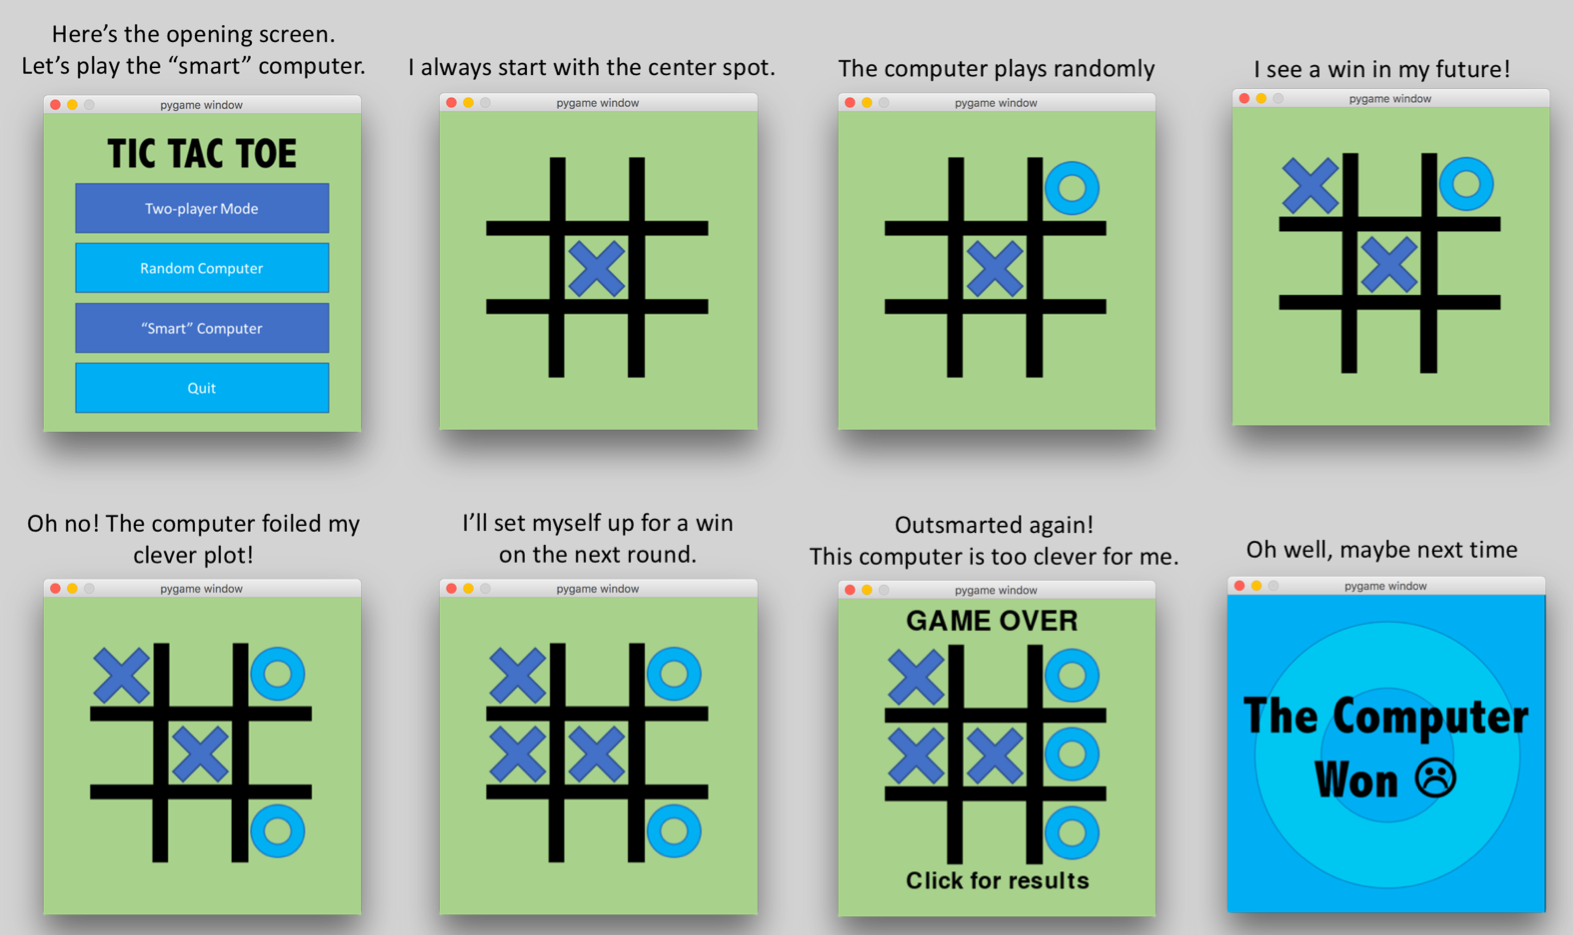 Here’s the opening screen.
Let’s play the “smart” computer.
pygame window
TIC TAC TOE
Two-player Mode
Random Computer
“Smart” Computer
Quit
I always start with the center spot.
pygame window
The computer plays randomly
pygame window
I see a win in my future!
pygame window
Oh no! The computer foiled my
clever plot!
pygame window
I’ll set myself up for a win
on the next round.
pygame window
Outsmarted again!
This computer is too clever for me.
pygame window
GAME OVER
Click for results
Oh well, maybe next time
pygame window
The Computer
Won ☹